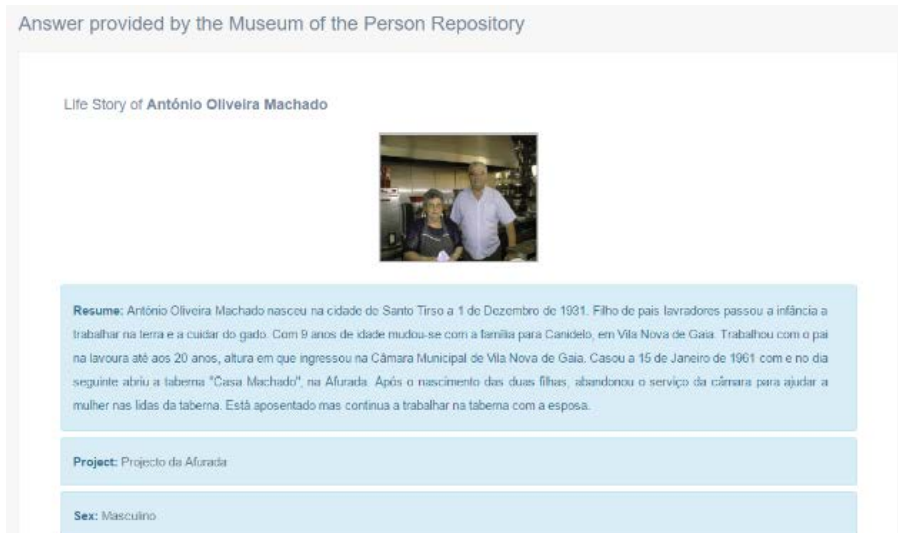 Answer provided by the Museum of the Person Repository
Life Story of António Oliveira Machado
Resume: António Oliveira Machado nasceu na cidade de Santo Tirso a 1 de Dezembro de 1931. Filho de pais lavradores passou a infância a
trabalhar na terra e a cuidar do gado. Com 9 anos de idade mudou-se com a família para Canidelo, em Vila Nova de Gaia. Trabalhou com o pai
na lavoura até aos 20 anos, altura em que ingressou na Câmara Municipal de Vila Nova de Gaia. Casou a 15 de Janeiro de 1961 com e no dia
seguinte abriu a taberna "Casa Machado", na Afurada. Após o nascimento das duas filhas, abandonou o serviço da câmara para ajudar a
mulher nas lidas da taberna. Está aposentado mas continua a trabalhar na taberna com a esposa.
Project: Projecto da Afurada
Sex: Masculino